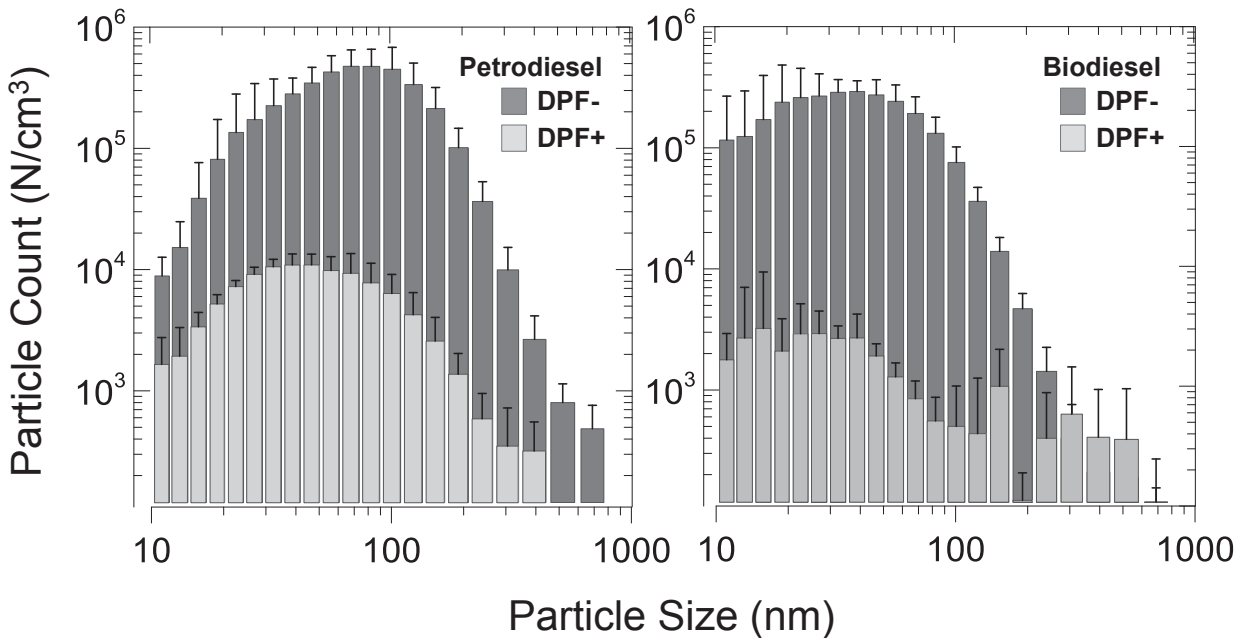 Particle Count (N/cm³)
10⁶
10⁵
10⁴
10³
Petrodiesel
DPF-
DPF+
10
100
1000
10⁶
10⁵
10⁴
10³
Biodiesel
DPF-
DPF+
10
100
1000
Particle Size (nm)